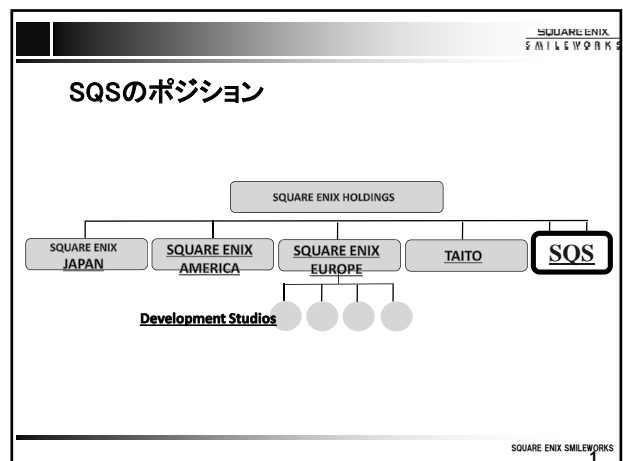 SQUARE ENIX
SMILEWORKS
SQSのポジション
SQUARE ENIX HOLDINGS
SQUARE ENIX
JAPAN
SQUARE ENIX
AMERICA
SQUARE ENIX
EUROPE
TAITO
SQS
Development Studios
SQUARE ENIX SMILEWORKS
1